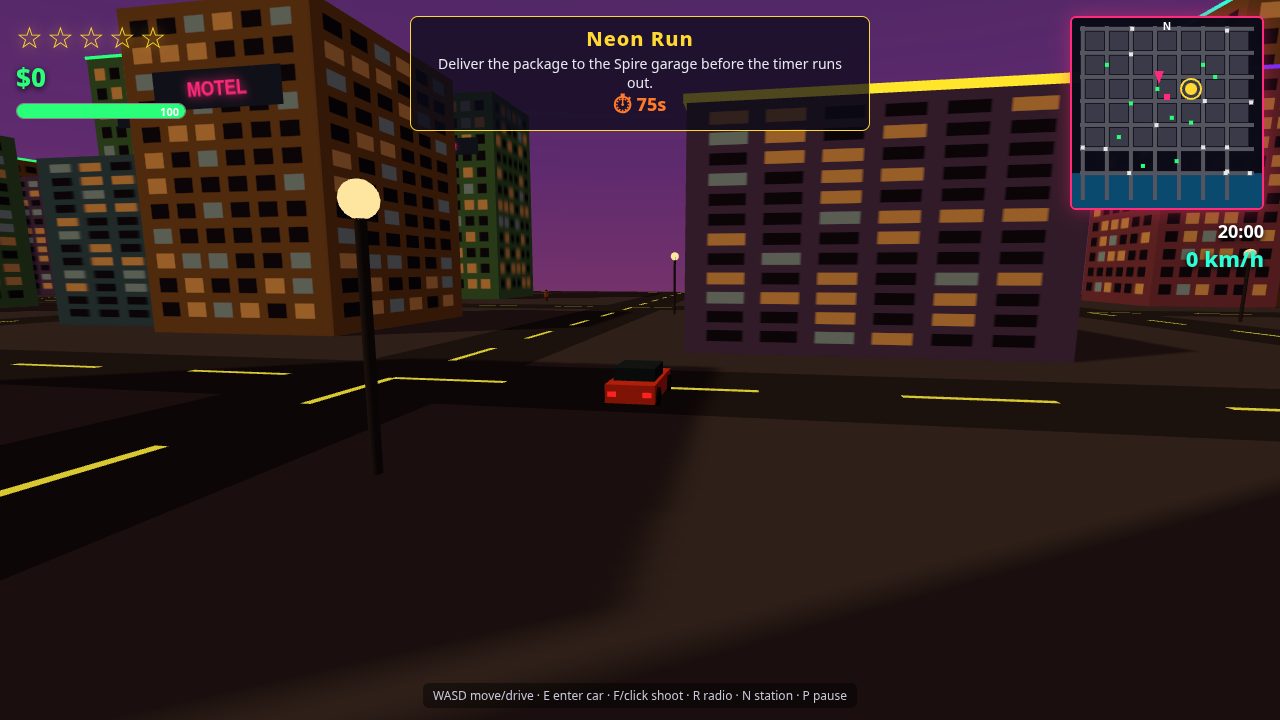 ☆ ☆ ☆ ☆ ☆
$0
100
MOTEL
Neon Run
Deliver the package to the Spire garage before the timer runs
out.
⏱ 75s
N
20:00
0 km/h
WASD move/drive · E enter car · F/click shoot · R radio · N station · P pause